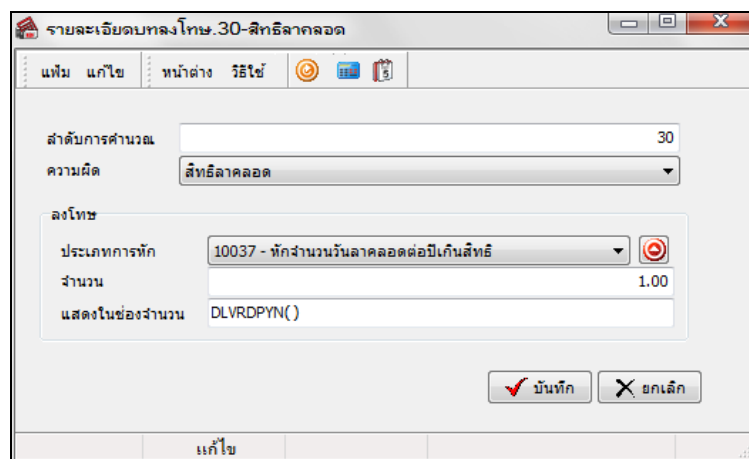 รายละเอียดบทลงโทษ.30-สิทธิลาคลอด
แฟ้ม แก้ไข หน้าต่าง วิธีใช้
5
ลำดับการคำนวณ 30
ความผิด สิทธิลาคลอด
ลงโทษ
ประเภทการหัก 10037 - หักจำนวนวันลาคลอดต่อปีเกินสิทธิ
จำนวน 1.00
แสดงในช่องจำนวน DLVRDPYN()
บันทึก ยกเลิก
แก้ไข